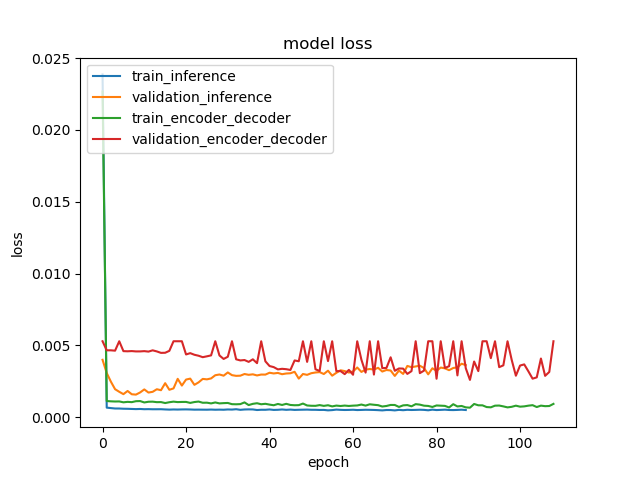 model loss
0.025
0.020
0.015
0.010
0.005
0.000
loss
train_inference
validation_inference
train_encoder_decoder
validation_encoder_decoder
0
20
40
60
80
100
epoch